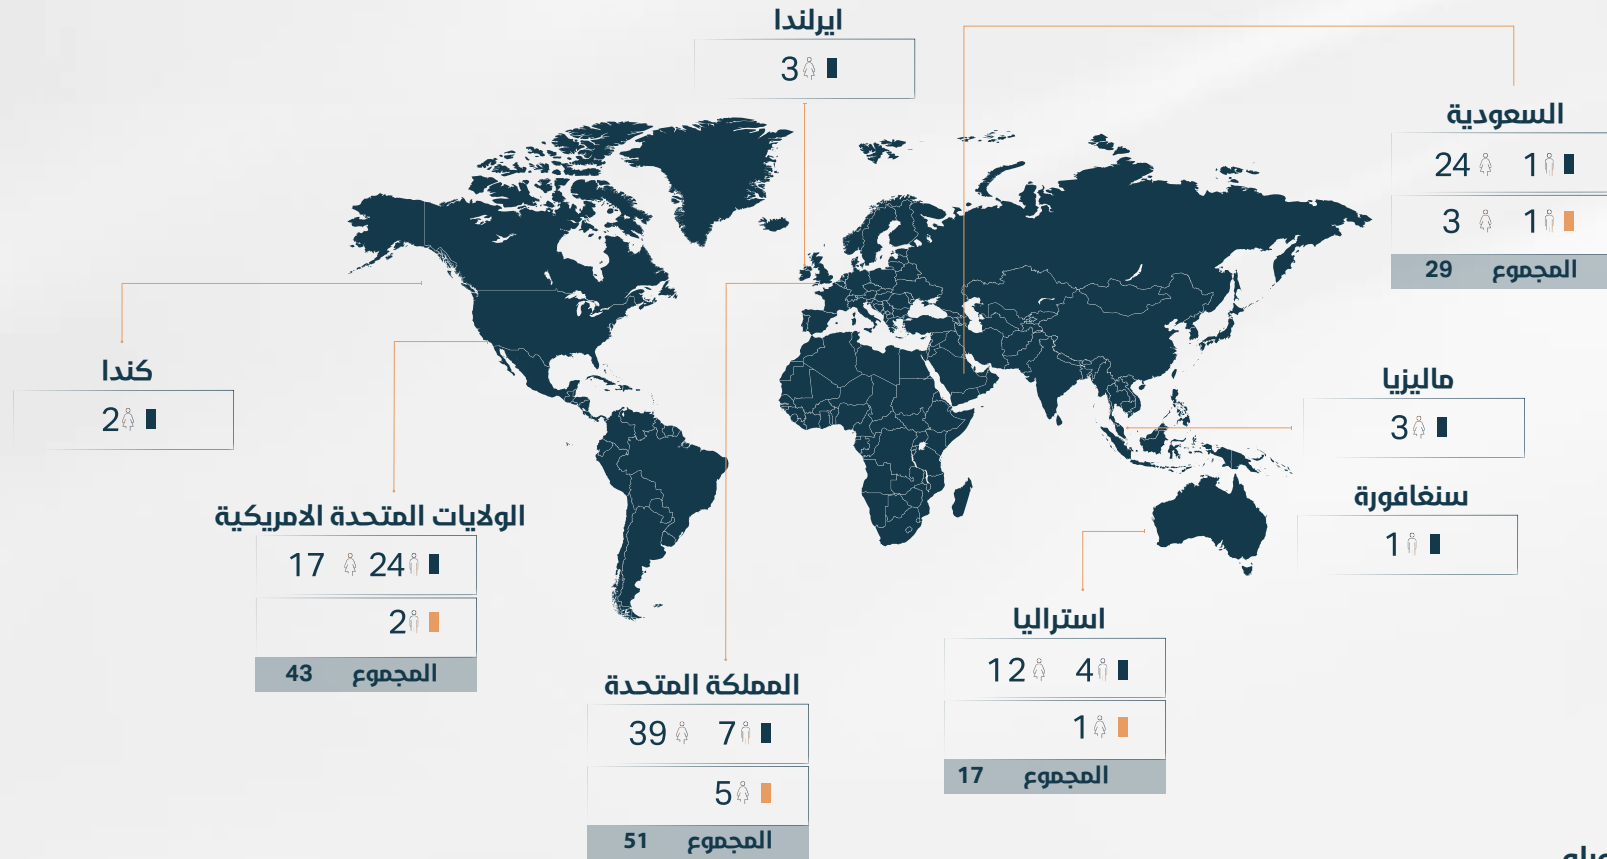 ايرلندا
3
السعودية
1 24
1 3
المجموع 29
كندا
2
ماليزيا
3
سنغافورة
1
الولايات المتحدة الامريكية
24 17
2
المجموع 43
استراليا
4 12
1
المجموع 17
المملكة المتحدة
7 39
5
المجموع 51